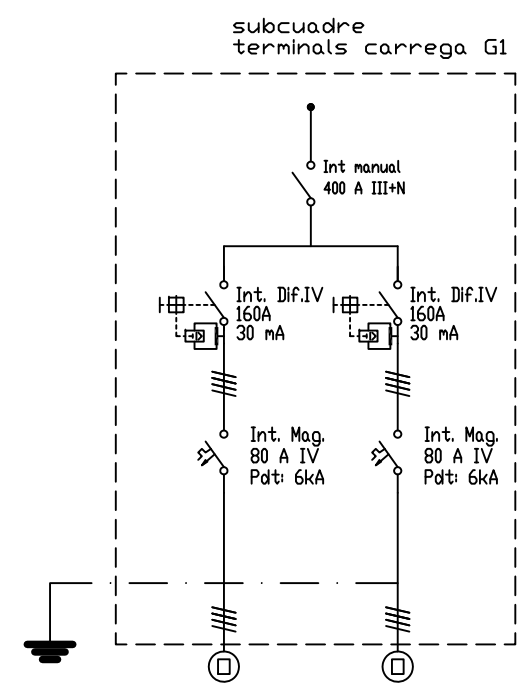 subcuadre
terminals carrega G1
Int manual
400 A III+N
Int. Dif.IV
160A
30 mA
Int. Dif.IV
160A
30 mA
Int. Mag.
80 A IV
Pdt: 6kA
Int. Mag.
80 A IV
Pdt: 6kA